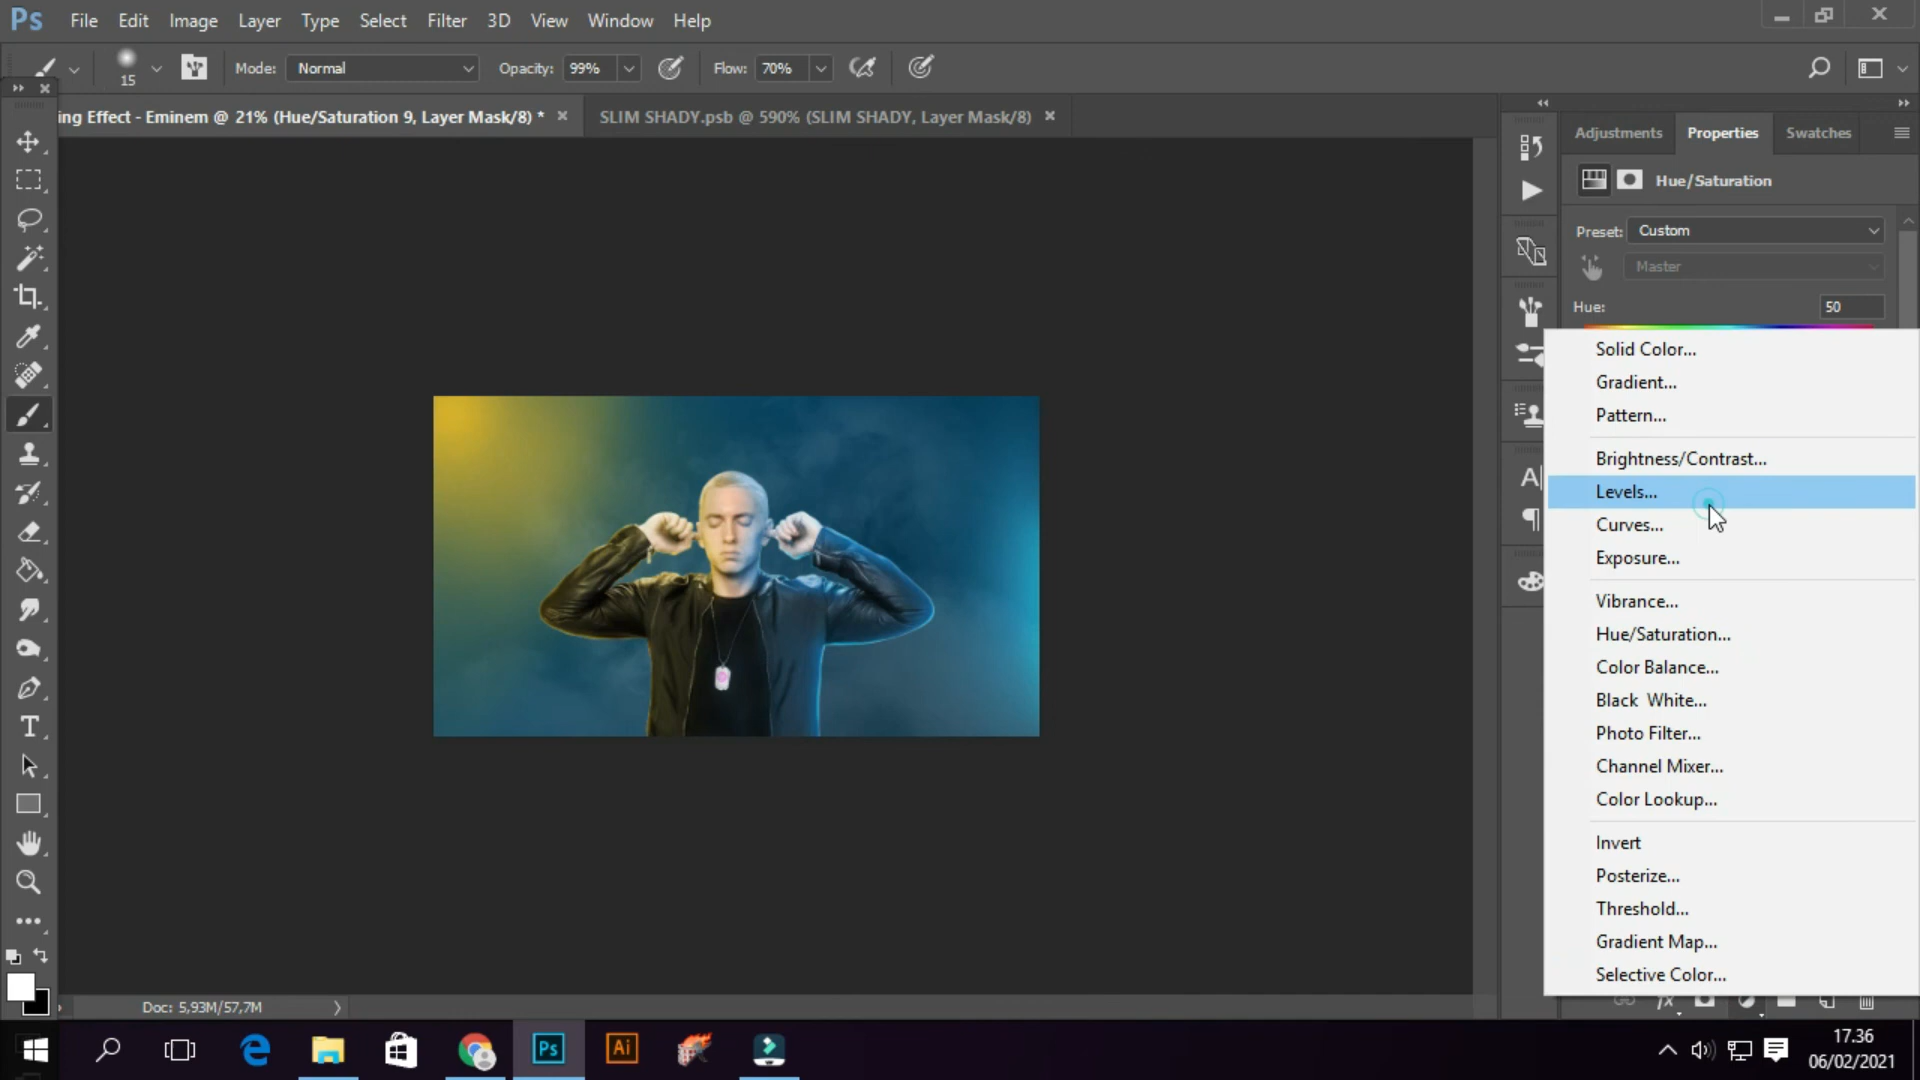 Ps File Edit Image Layer Type Select Filter 3D View Window Help
15 Mode: Normal Opacity: 99% Flow: 70%
ing Effect - Eminem @ 21% (Hue/Saturation 9, Layer Mask/8) * SLIM SHADY.psb @ 590% (SLIM SHADY, Layer Mask/8)
Adjustments Properties Swatches
Hue/Saturation
Preset: Custom
Master
Hue: 50
Solid Color...
Gradient...
Pattern...
Brightness/Contrast...
Levels...
Curves...
Exposure...
Vibrance...
Hue/Saturation...
Color Balance...
Black White...
Photo Filter...
Channel Mixer...
Color Lookup...
Invert
Posterize...
Threshold...
Gradient Map...
Selective Color...
Doc: 5,93M/57,7M
fx
Ps Ai
17.36
06/02/2021